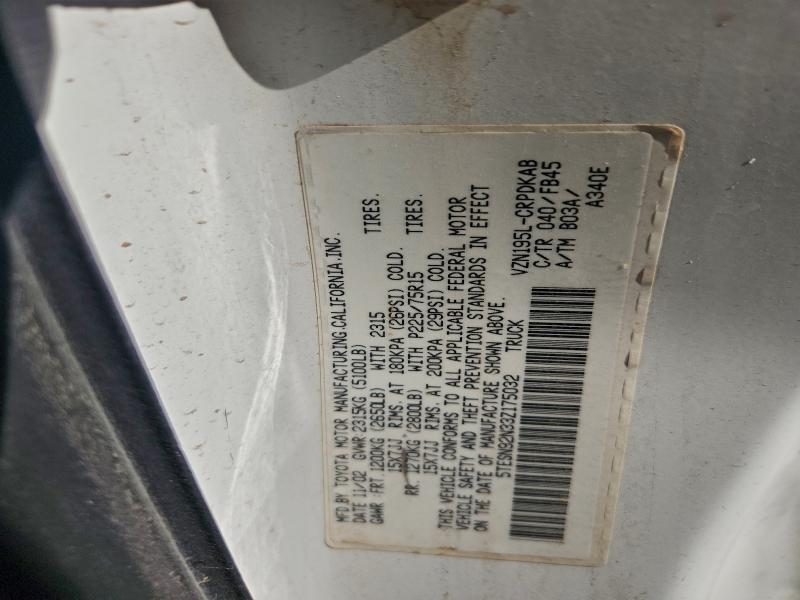 MFD.BY TOYOTA MOTOR MANUFACTURING.CALIFORNIA.INC.
DATE 11/02 GVWR 2315KG (5100LB)
GAWR FRT 1200KG (2650LB) WITH 2315 TIRES.
15X7JJ RIMS. AT 180KPA (26PSI) COLD.
RR. 1270KG (2800LB) WITH P225/75R15 TIRES.
15X7JJ RIMS. AT 200KPA (29PSI) COLD.
THIS VEHICLE CONFORMS TO ALL APPLICABLE FEDERAL MOTOR
VEHICLE SAFETY AND THEFT PREVENTION STANDARDS IN EFFECT
ON THE DATE OF MANUFACTURE SHOWN ABOVE.
5TESN92N33Z175032 TRUCK
VZN195L-CRPDKAB
C/TR 040/FB45
A/TM B03A/
A340E